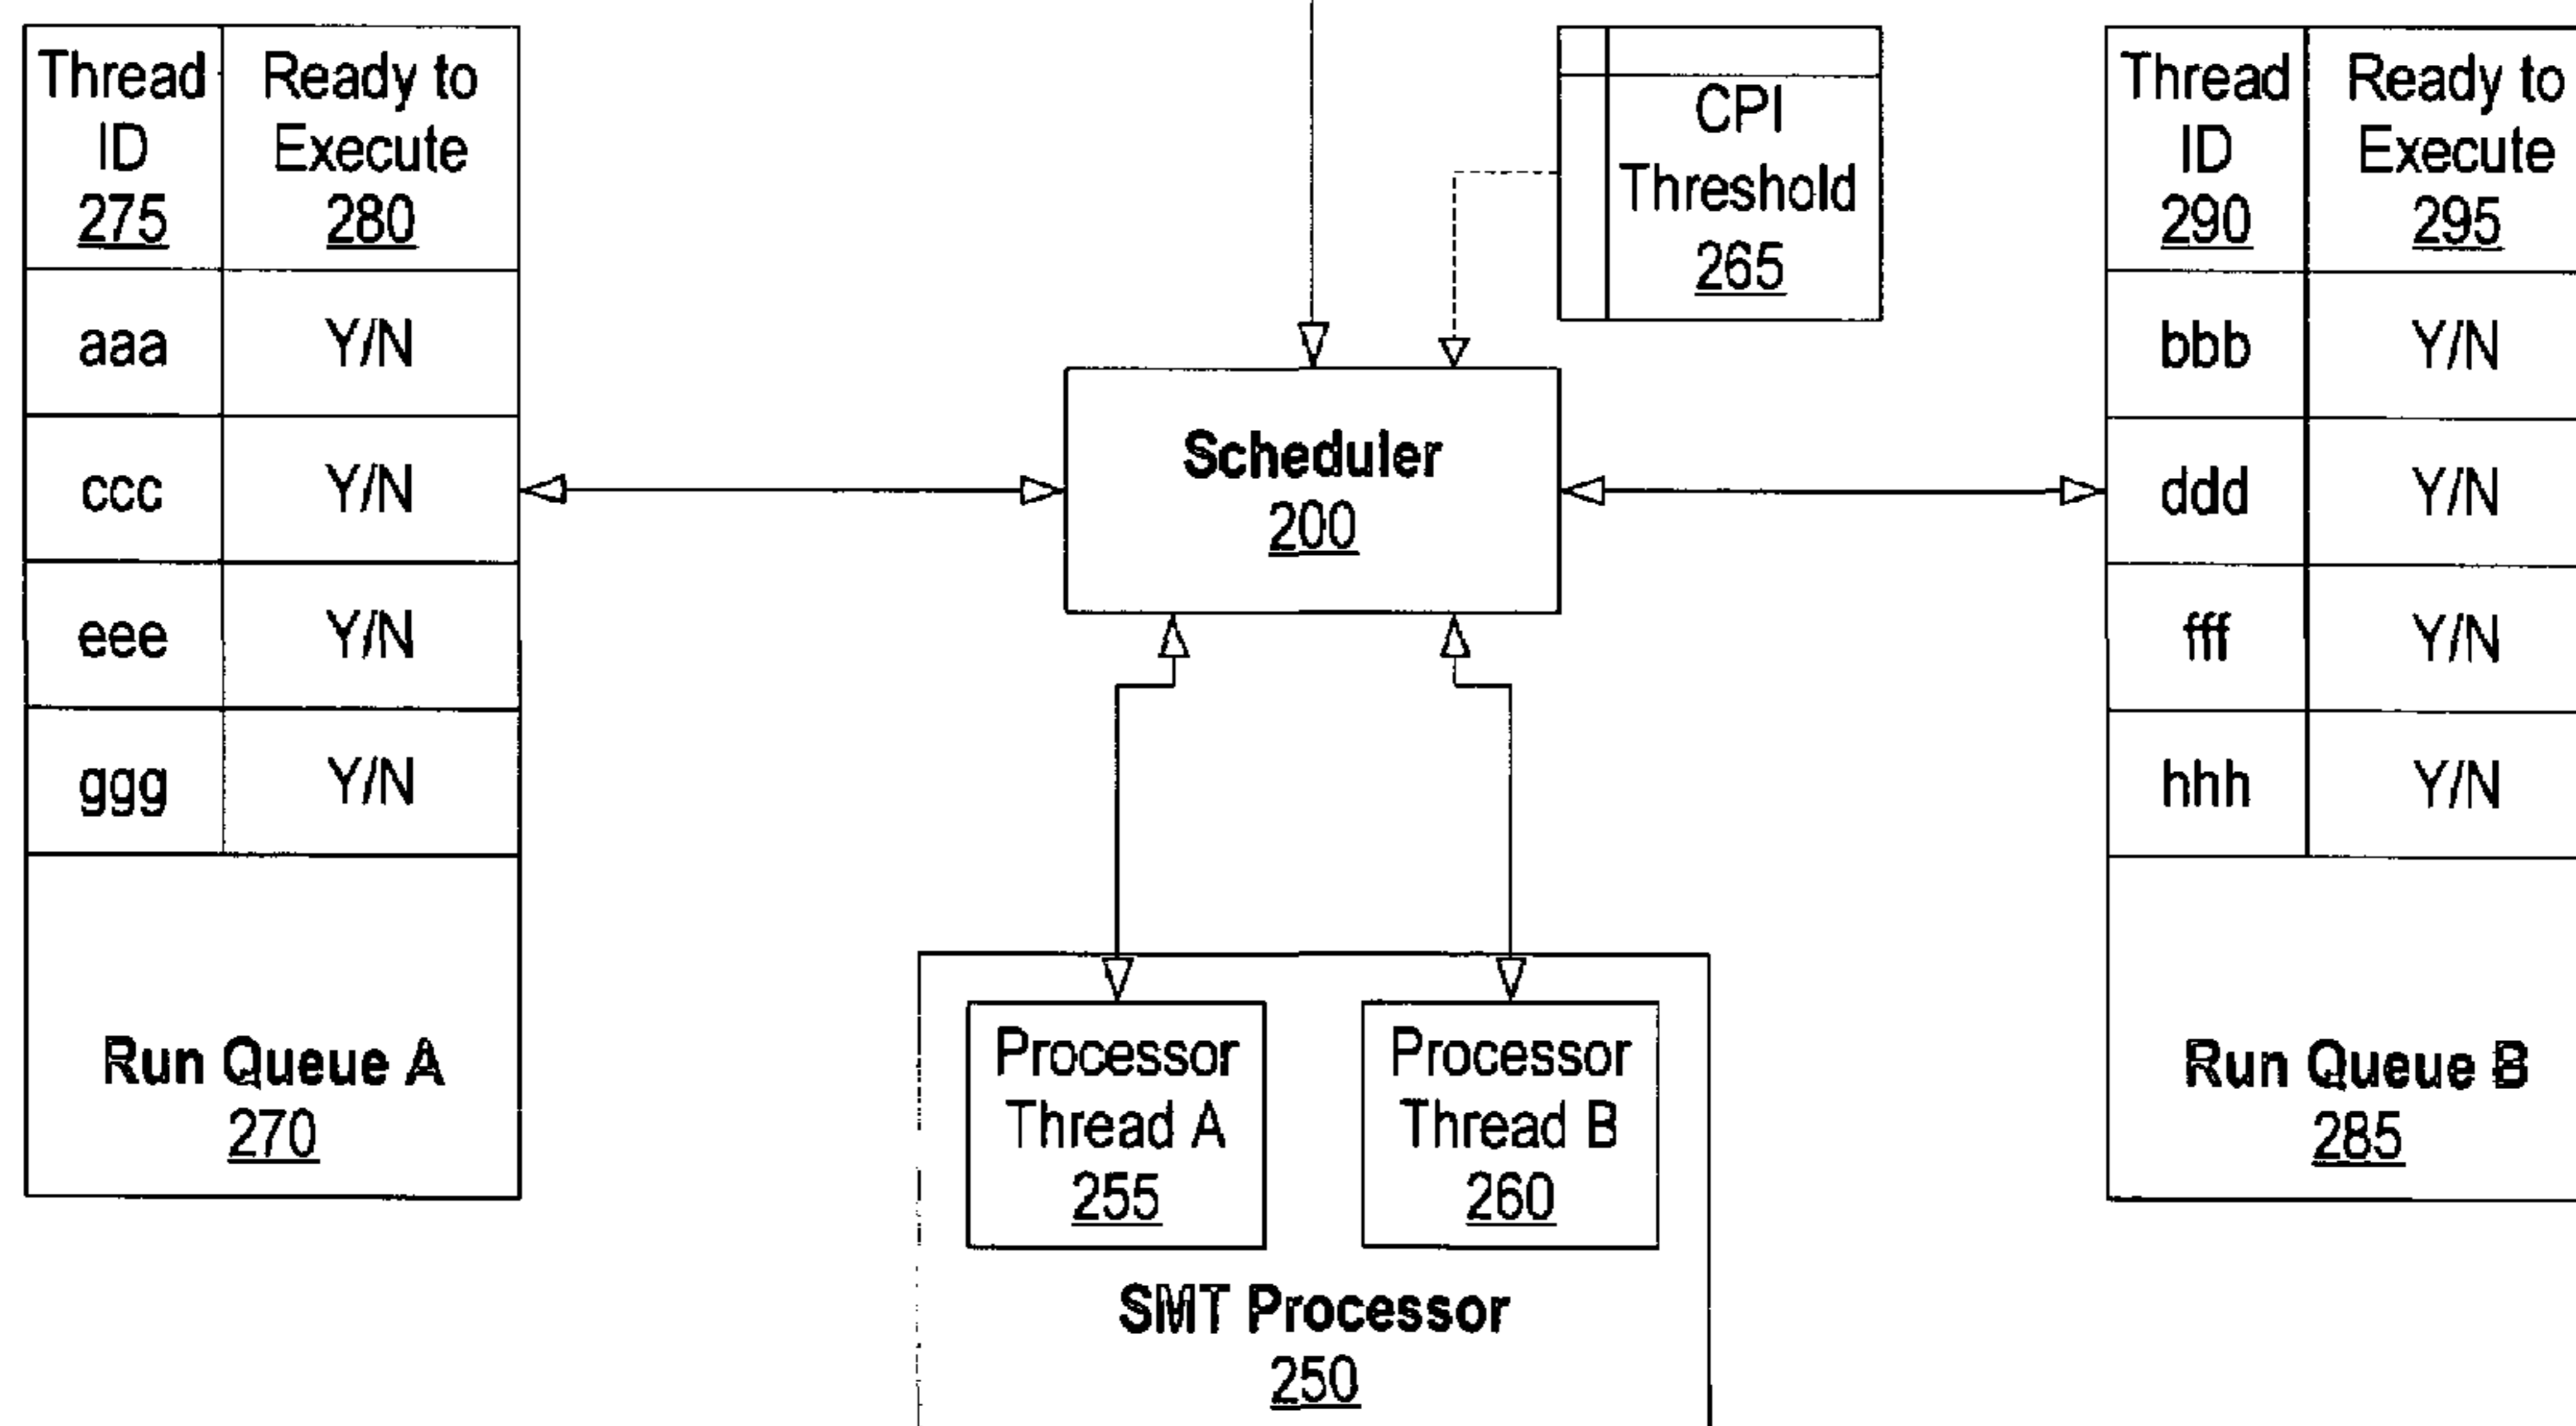 Thread
ID
275
Ready to
Execute
280
aaa
Y/N
ccc
Y/N
eee
Y/N
ggg
Y/N
Run Queue A
270
CPI
Threshold
265
Scheduler
200
Processor
Thread A
255
Processor
Thread B
260
SMT Processor
250
Thread
ID
290
Ready to
Execute
295
bbb
Y/N
ddd
Y/N
fff
Y/N
hhh
Y/N
Run Queue B
285